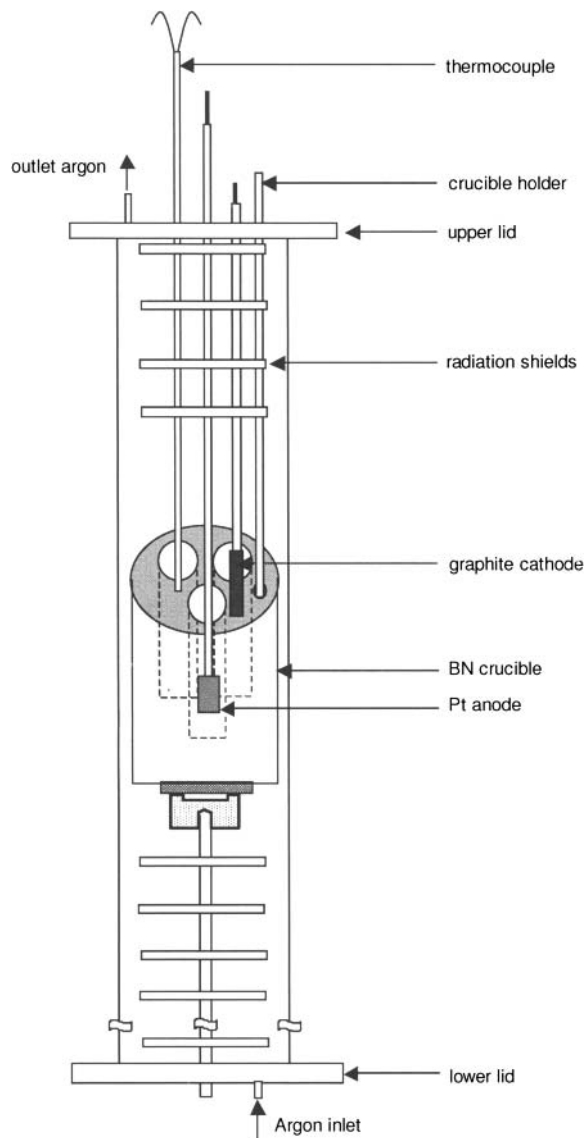 thermocouple
outlet argon
crucible holder
upper lid
radiation shields
graphite cathode
BN crucible
Pt anode
lower lid
Argon inlet